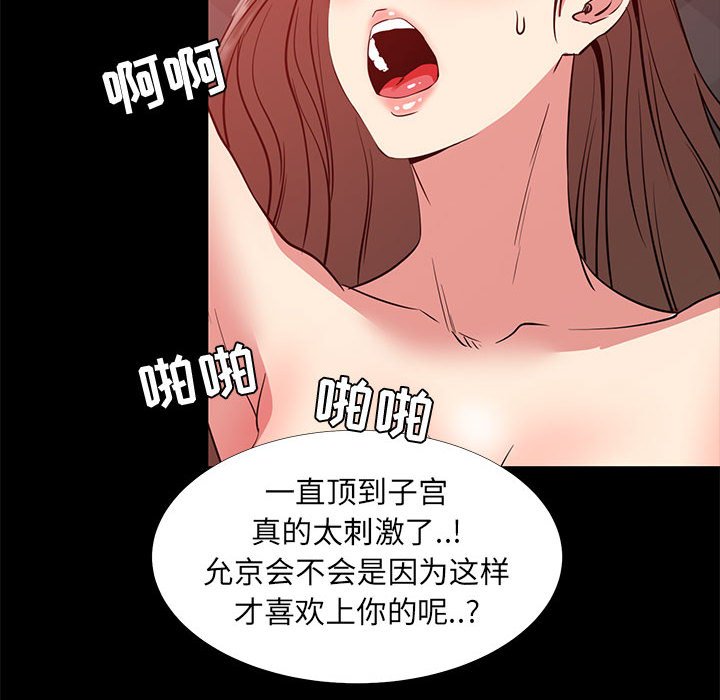 啊啊
啪啪
啪啪
一直顶到子宫
真的太刺激了..!
允京会不会是因为这样
才喜欢上你的呢..?